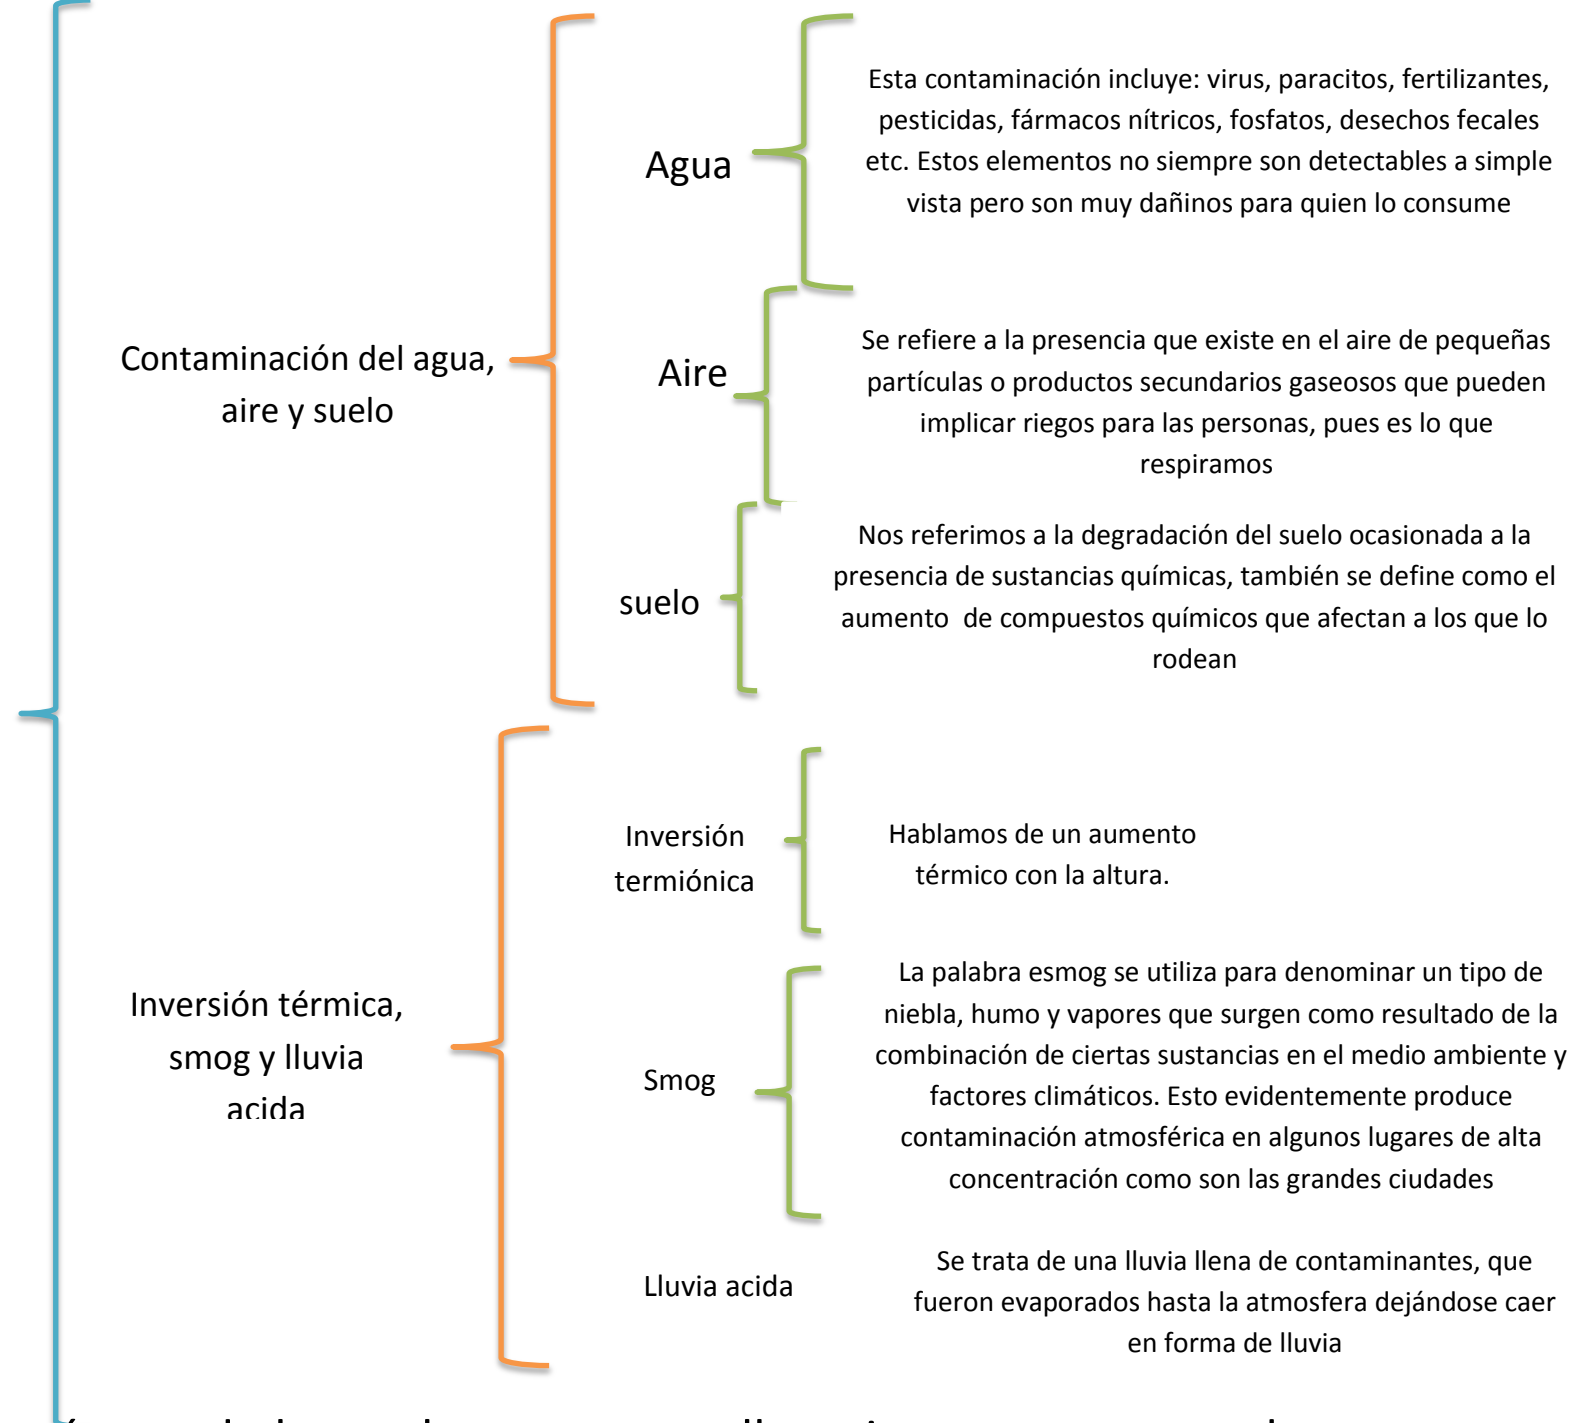 Contaminación del agua,
aire y suelo
Agua
Esta contaminación incluye: virus, paracitos, fertilizantes,
pesticidas, fármacos nítricos, fosfatos, desechos fecales
etc. Estos elementos no siempre son detectables a simple
vista pero son muy dañinos para quien lo consume
Aire
Se refiere a la presencia que existe en el aire de pequeñas
partículas o productos secundarios gaseosos que pueden
implicar riegos para las personas, pues es lo que
respiramos
suelo
Nos referimos a la degradación del suelo ocasionada a la
presencia de sustancias químicas, también se define como el
aumento  de compuestos químicos que afectan a los que lo
rodean
Inversión térmica,
smog y lluvia
acida
Inversión
termiónica
Hablamos de un aumento
térmico con la altura.
Smog
La palabra esmog se utiliza para denominar un tipo de
niebla, humo y vapores que surgen como resultado de la
combinación de ciertas sustancias en el medio ambiente y
factores climáticos. Esto evidentemente produce
contaminación atmosférica en algunos lugares de alta
concentración como son las grandes ciudades
Lluvia acida
Se trata de una lluvia llena de contaminantes, que
fueron evaporados hasta la atmosfera dejándose caer
en forma de lluvia